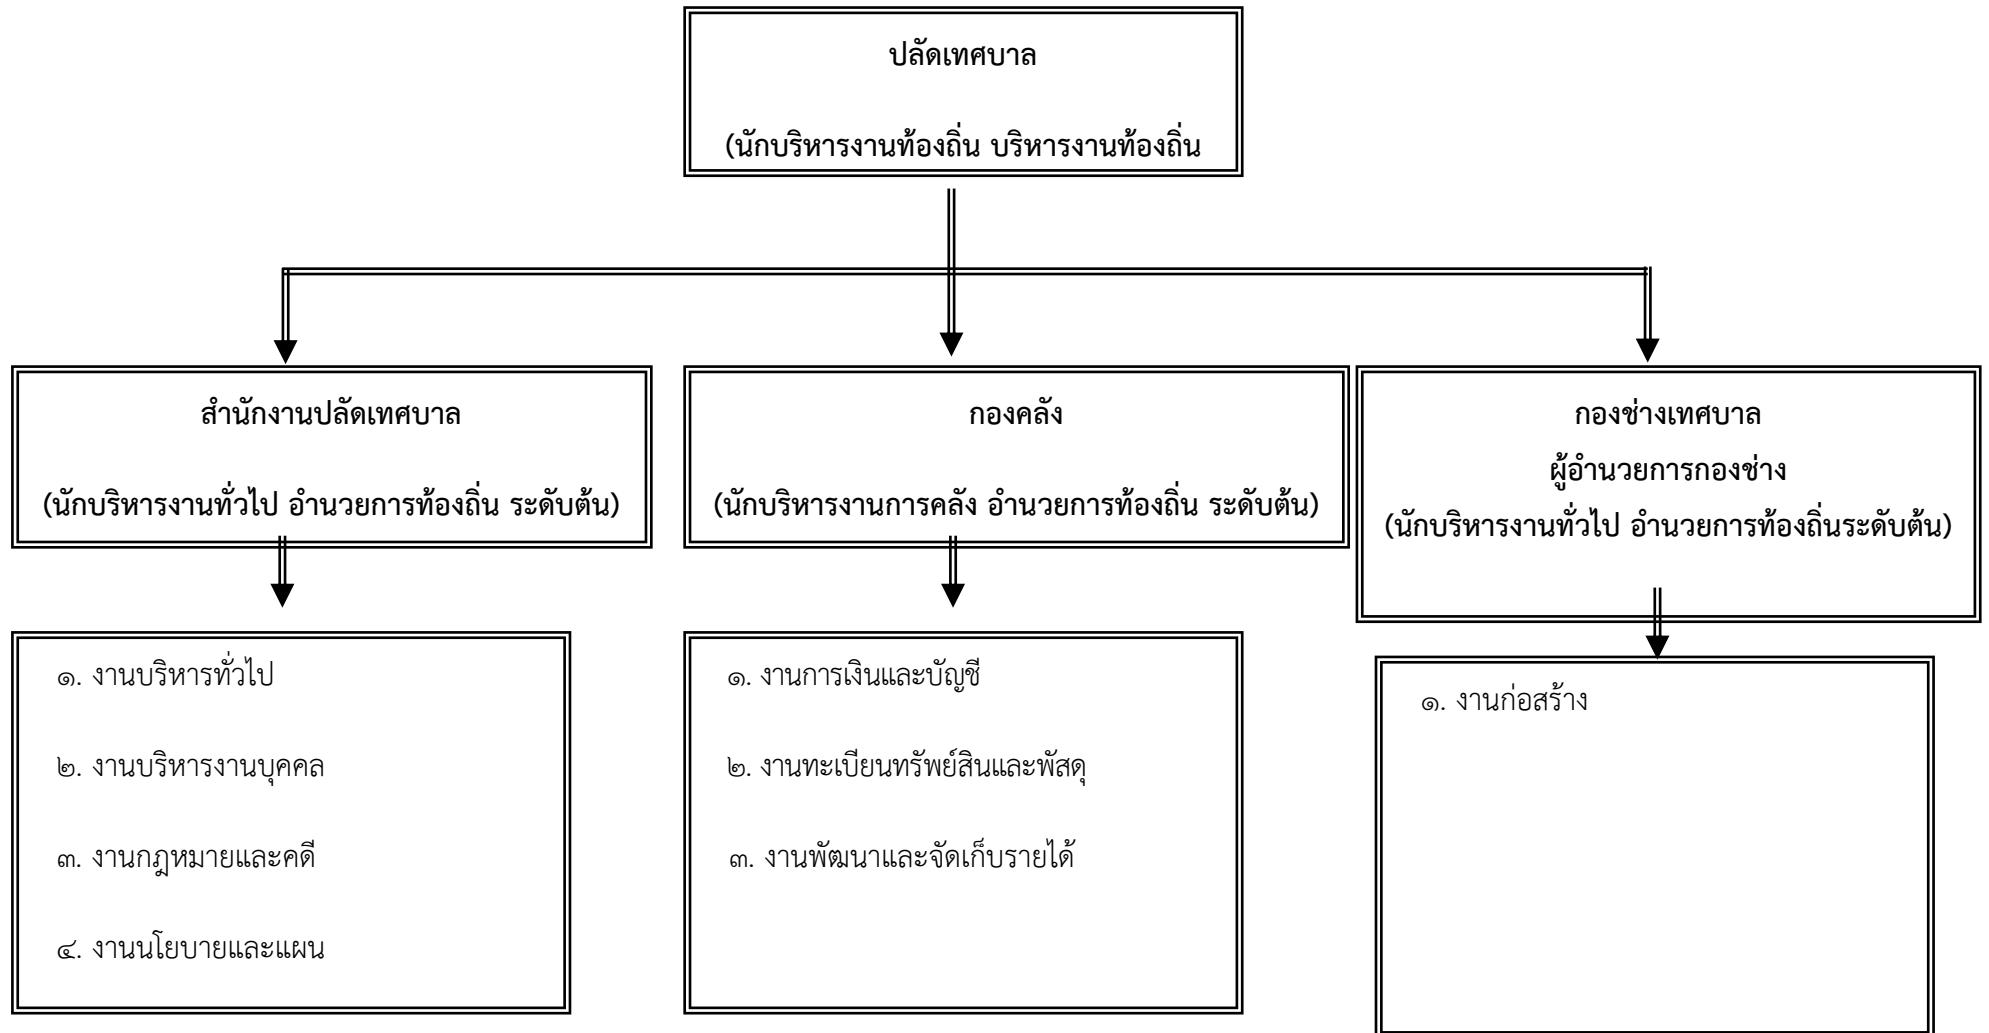 ปลัดเทศบาล
(นักบริหารงานท้องถิ่น บริหารงานท้องถิ่น
สำนักงานปลัดเทศบาล
(นักบริหารงานทั่วไป อำนวยการท้องถิ่น ระดับต้น)
กองคลัง
(นักบริหารงานการคลัง อำนวยการท้องถิ่น ระดับต้น)
กองช่างเทศบาล
ผู้อำนวยการกองช่าง
(นักบริหารงานทั่วไป อำนวยการท้องถิ่นระดับต้น)
๑. งานบริหารทั่วไป
๒. งานบริหารงานบุคคล
๓. งานกฎหมายและคดี
๔. งานนโยบายและแผน
๑. งานการเงินและบัญชี
๒. งานทะเบียนทรัพย์สินและพัสดุ
๓. งานพัฒนาและจัดเก็บรายได้
๑. งานก่อสร้าง